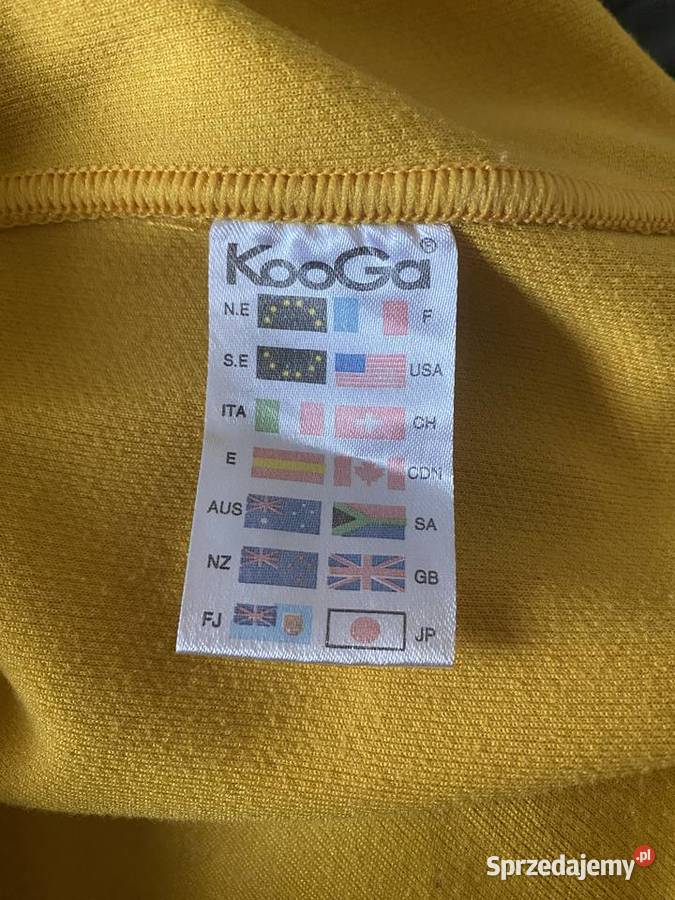 KooGa®
N.E F
S.E USA
ITA CH
E CDN
AUS SA
NZ GB
FJ JP
Sprzedajemy.pl